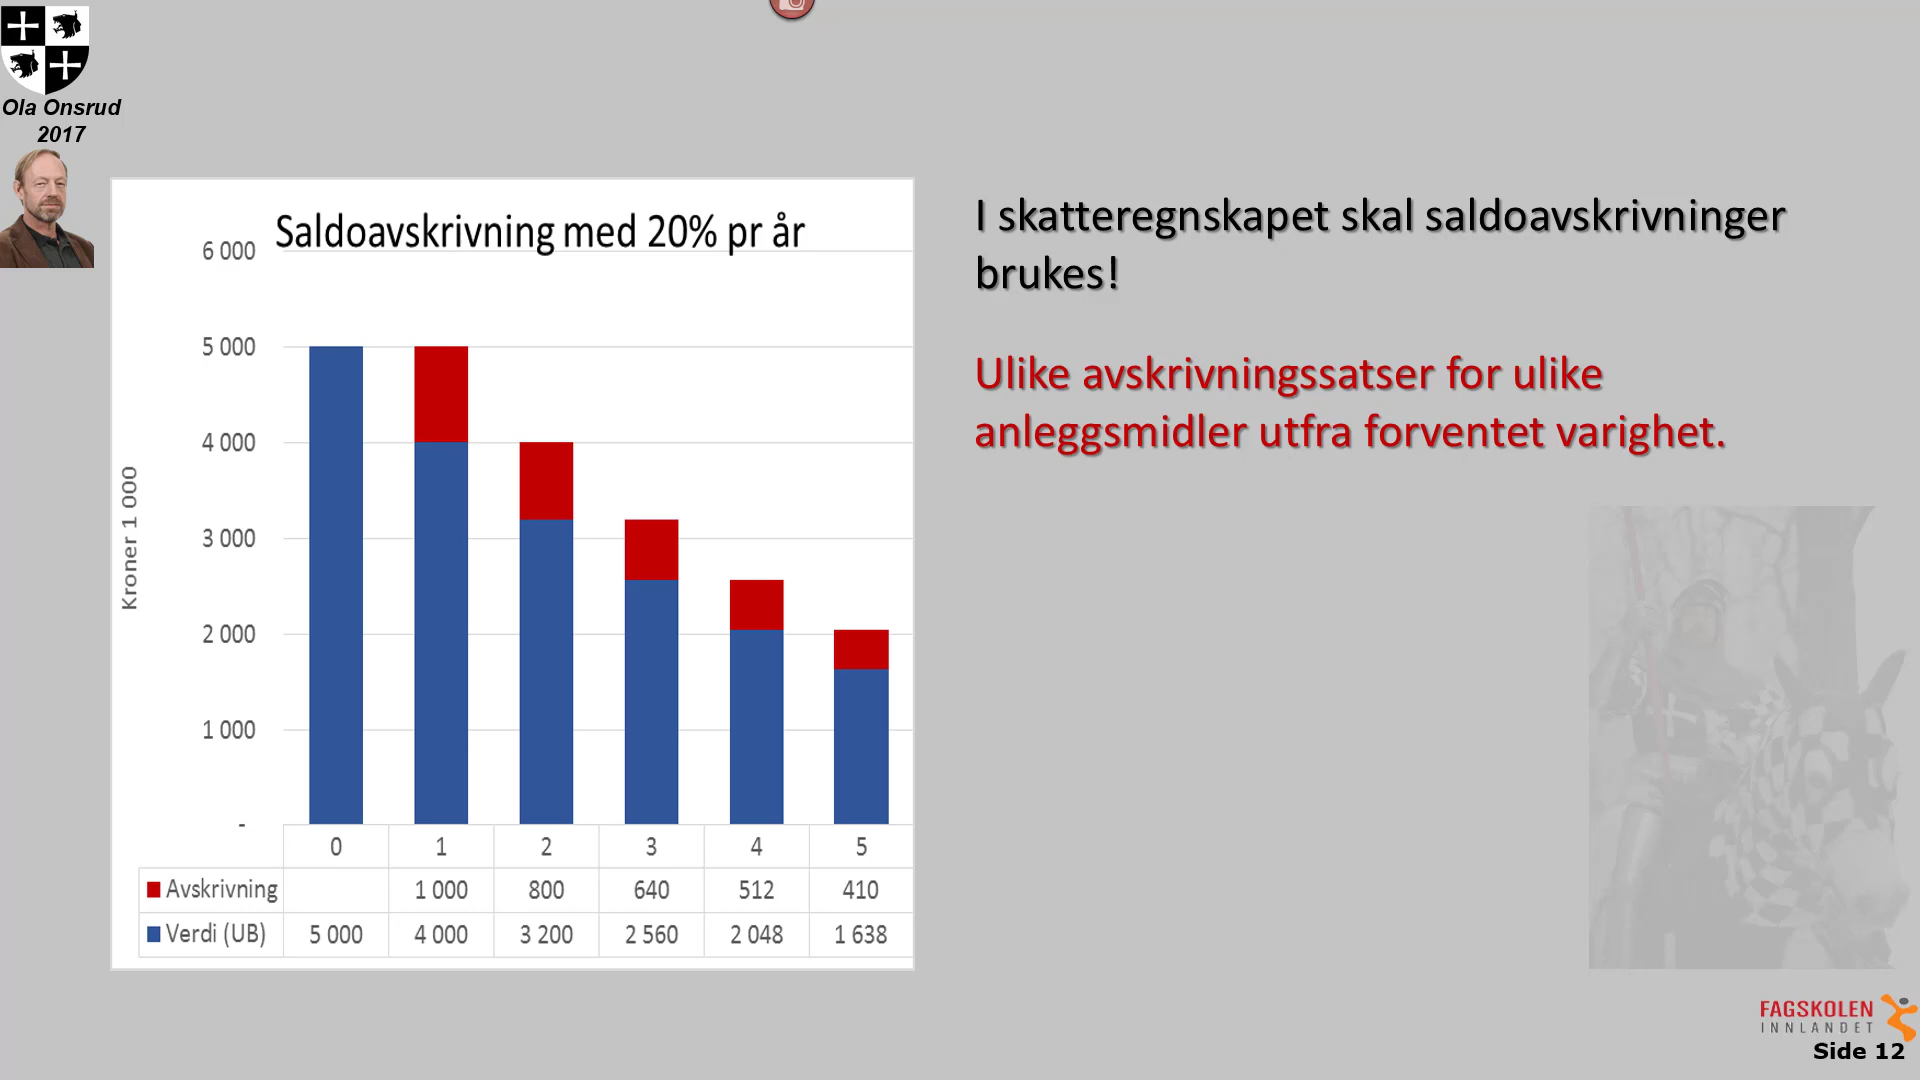 Ola Onsrud
2017
Saldoavskrivning med 20% pr år
6 000
5 000
4 000
3 000
2 000
1 000
-
Kroner 1 000
0 1 2 3 4 5
Avskrivning 1 000 800 640 512 410
Verdi (UB) 5 000 4 000 3 200 2 560 2 048 1 638
I skatteregnskapet skal saldoavskrivninger
brukes!
Ulike avskrivningssatser for ulike
anleggsmidler utfra forventet varighet.
FAGSKOLEN
INNLANDET
Side 12